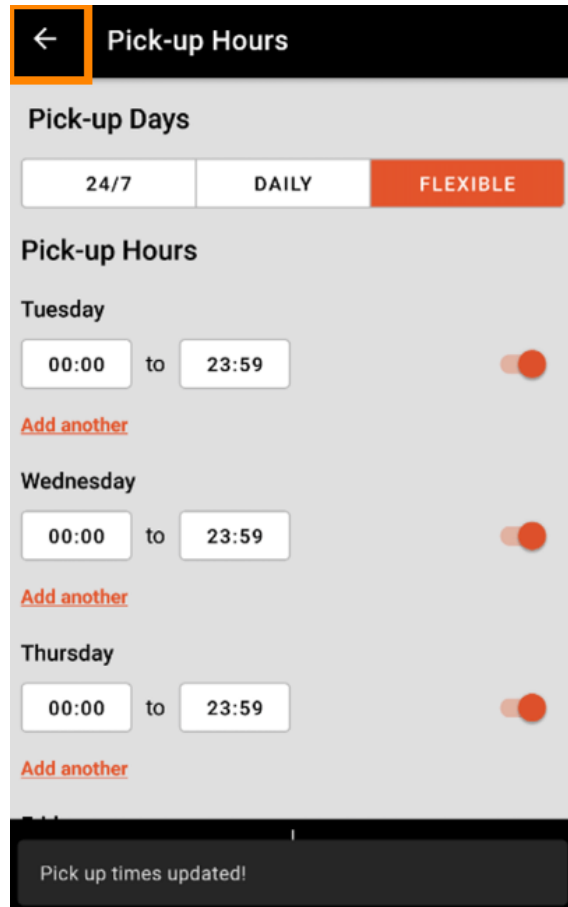 Pick-up Hours
Pick-up Days
24/7 DAILY FLEXIBLE
Pick-up Hours
Tuesday
00:00 to 23:59
Add another
Wednesday
00:00 to 23:59
Add another
Thursday
00:00 to 23:59
Add another
Pick up times updated!